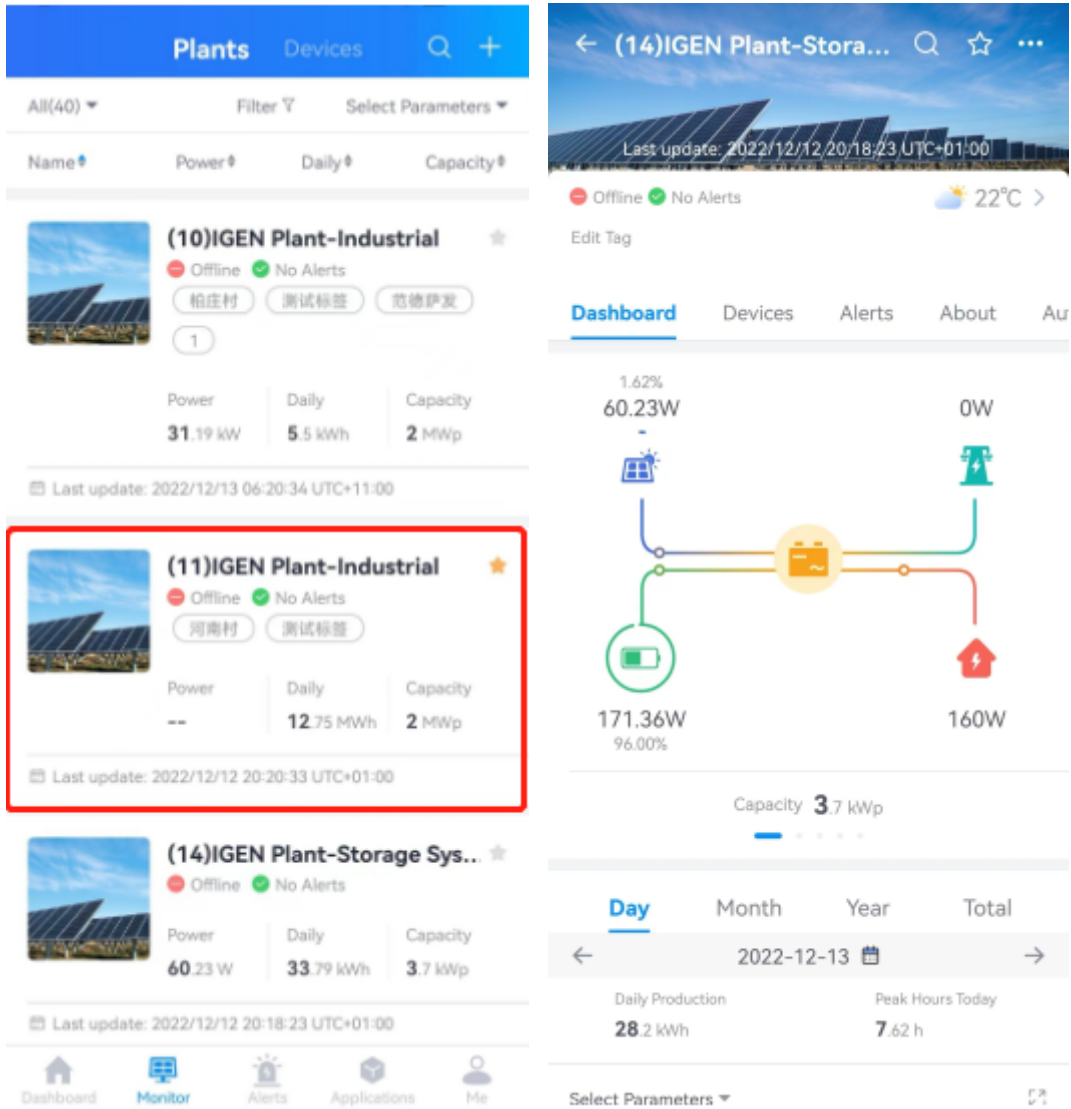 Plants Devices
All(40) Filter Select Parameters
Name Power Daily Capacity
(10)IGEN Plant-Industrial
Offline No Alerts
柏庄村 测试标签 范德萨发
1
Power Daily Capacity
31.19 kW 5.5 kWh 2 MWp
Last update: 2022/12/13 06:20:34 UTC+11:00
(11)IGEN Plant-Industrial
Offline No Alerts
河南村 测试标签
Power Daily Capacity
-- 12.75 MWh 2 MWp
Last update: 2022/12/12 20:20:33 UTC+01:00
(14)IGEN Plant-Storage Sys...
Offline No Alerts
Power Daily Capacity
60.23 W 33.79 kWh 3.7 kWp
Last update: 2022/12/12 20:18:23 UTC+01:00
Dashboard Monitor Alerts Applications Me
(14)IGEN Plant-Stora...
Last update: 2022/12/12 20:18:23 UTC+01:00
Offline No Alerts 22℃
Edit Tag
Dashboard Devices Alerts About Au
1.62%
60.23W 0W
-
171.36W 160W
96.00%
Capacity 3.7 kWp
Day Month Year Total
2022-12-13
Daily Production Peak Hours Today
28.2 kWh 7.62 h
Select Parameters